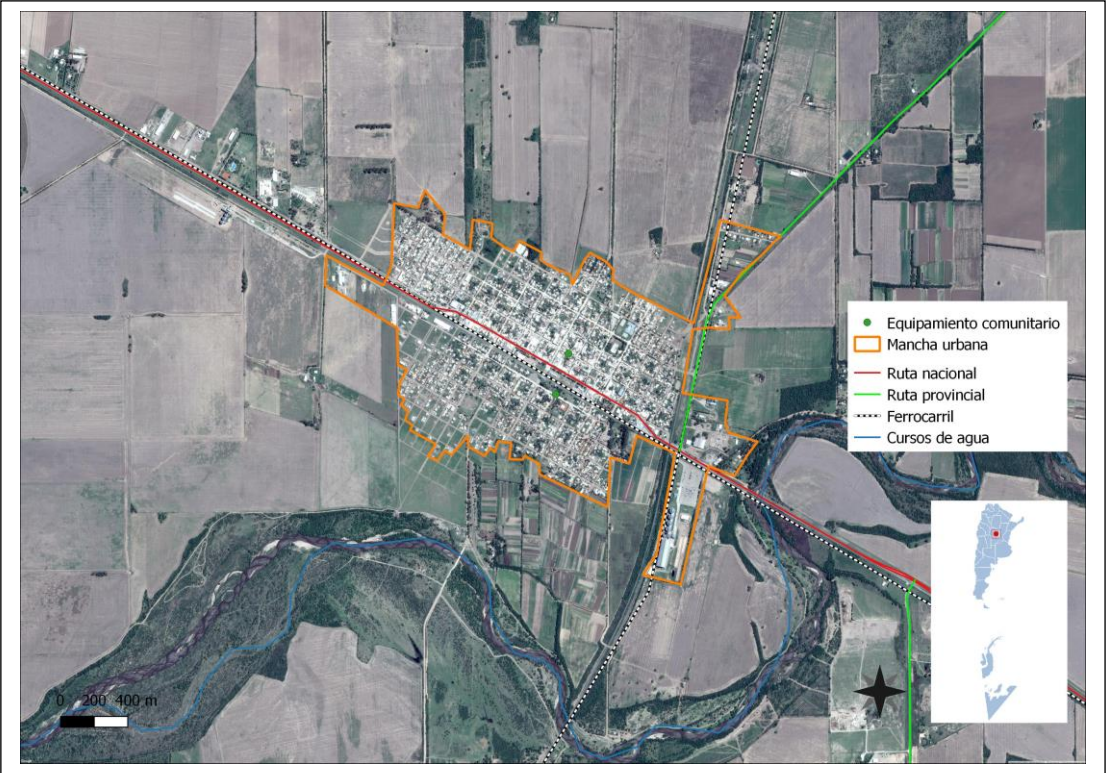 Equipamiento comunitario
Mancha urbana
Ruta nacional
Ruta provincial
Ferrocarril
Cursos de agua
0 200 400 m